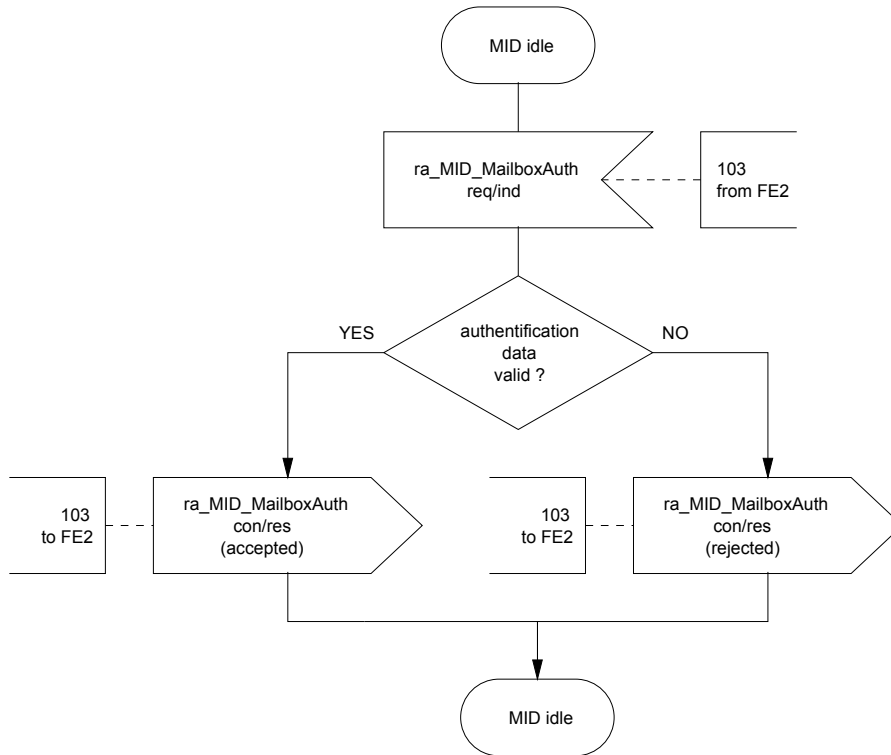 MID idle
ra_MID_MailboxAuth
req/ind
103
from FE2
YES
authentification
data
valid ?
NO
103
to FE2
ra_MID_MailboxAuth
con/res
(accepted)
103
to FE2
ra_MID_MailboxAuth
con/res
(rejected)
MID idle